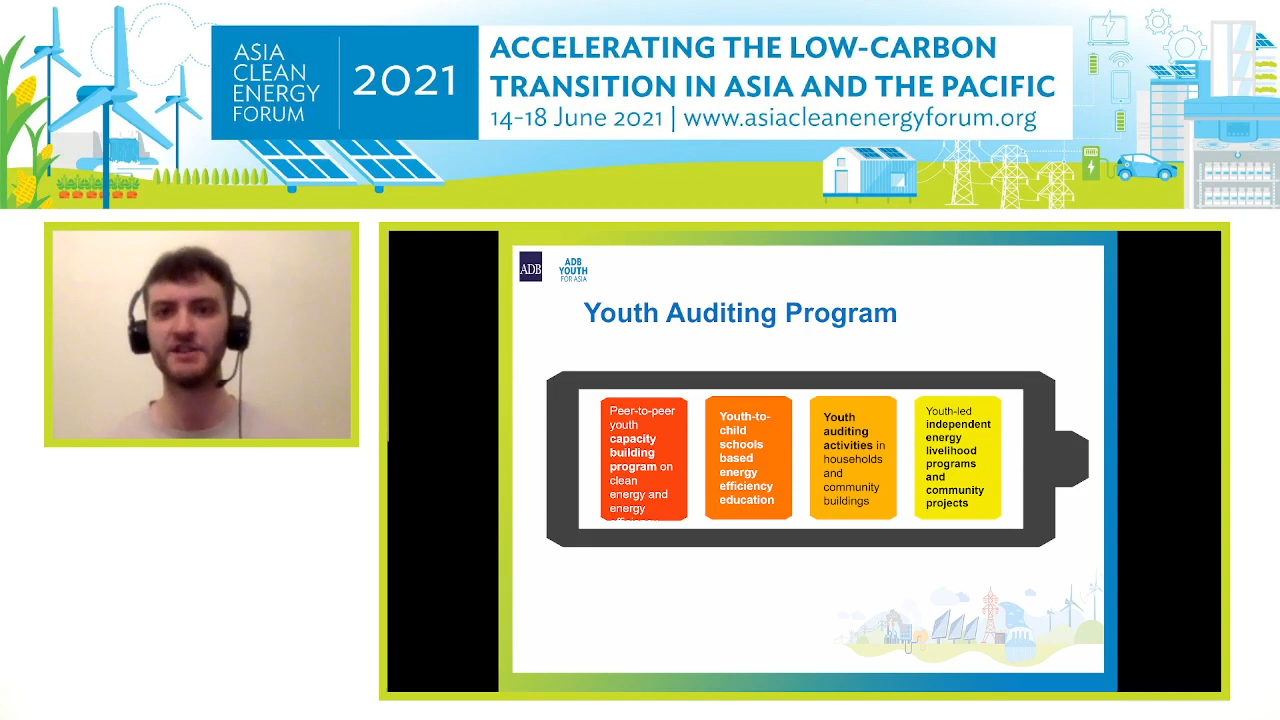 ASIA
CLEAN
ENERGY
FORUM
2021
ACCELERATING THE LOW-CARBON
TRANSITION IN ASIA AND THE PACIFIC
14-18 June 2021 | www.asiacleanenergyforum.org
ADB
ADB
YOUTH
FOR ASIA
Youth Auditing Program
Peer-to-peer
youth
capacity
building
program on
clean
energy and
energy
efficiency
Youth-to-
child
schools
based
energy
efficiency
education
Youth
auditing
activities in
households
and
community
buildings
Youth-led
independent
energy
livelihood
programs
and
community
projects